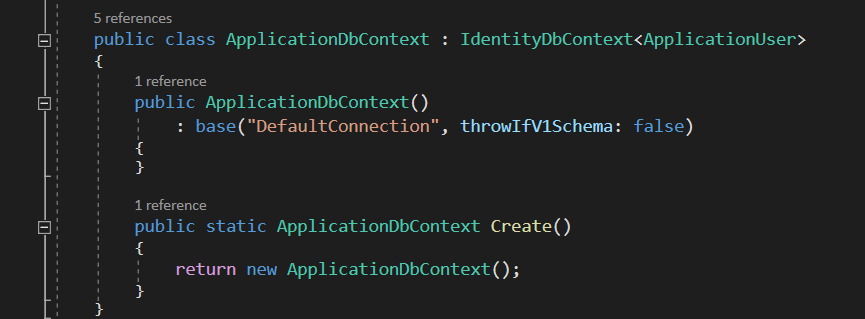 5 references
public class ApplicationDbContext : IdentityDbContext<ApplicationUser>
{
1 reference
public ApplicationDbContext()
: base("DefaultConnection", throwIfV1Schema: false)
{
}
1 reference
public static ApplicationDbContext Create()
{
return new ApplicationDbContext();
}
}